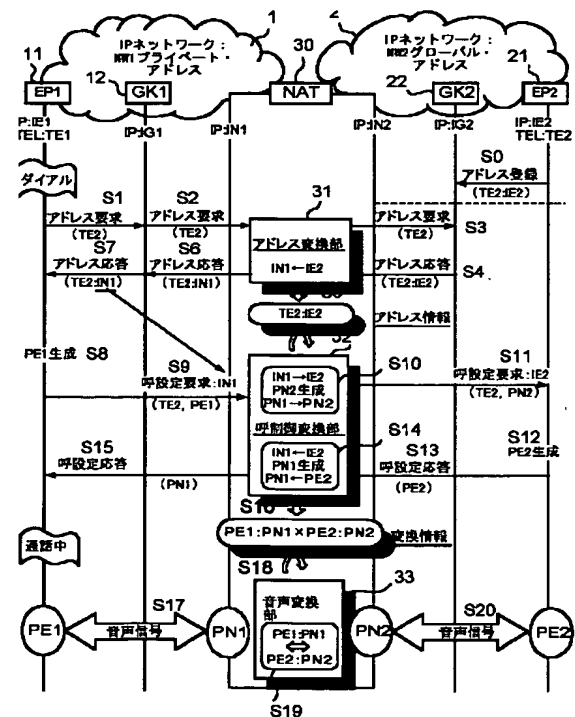 1
2
11
IPネットワーク:
NW1プライベート・
アドレス
30
IPネットワーク:
NW2グローバル・
アドレス
21
12
22
EP1
GK1
NAT
GK2
EP2
IP:IE1
TEL:TE1
IP:IG1
IP:IN1
IP:IN2
IP:IG2
IP:IE2
TEL:TE2
ダイアル
S0
アドレス登録
(TE2:IE2)
S1
アドレス要求
(TE2)
S2
アドレス要求
(TE2)
31
アドレス変換部
IN1←IE2
アドレス要求
(TE2)
S3
S7
アドレス応答
(TE2:IN1)
S6
アドレス応答
(TE2:IN1)
アドレス応答
(TE2:IE2)
S4
TE2:IE2
アドレス情報
32
PE1生成 S8
S9
呼設定要求:IN1
(TE2, PE1)
IN1→IE2
PN2生成
PN1→PN2
S10
S11
呼設定要求:IE2
(TE2, PN2)
呼制御変換部
S15
呼設定応答
(PN1)
IN1←IE2
PN1生成
PN1←PE2
S14
S13
呼設定応答
(PE2)
S12
PE2生成
S16
PE1:PN1×PE2:PN2
変換情報
通話中
S18
33
PE1
S17
音声信号
PN1
音声変換
部
PE1:PN1
⇔
PE2:PN2
PN2
S20
音声信号
PE2
S19